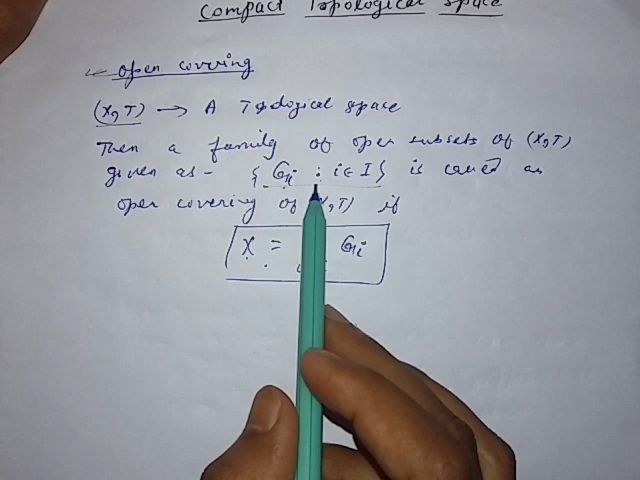 Compact Topological Space
open covering
(X, T) → A Topological space
Then a family of open subsets of (X, T)
given as - { Gi : i ∈ I } is called an
open covering of X, T) if
X = Gi